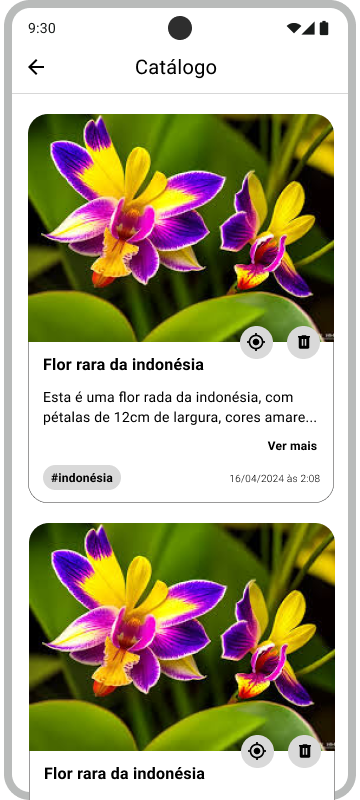 9:30
Catálogo
Flor rara da indonésia
Esta é uma flor rada da indonésia, com
pétalas de 12cm de largura, cores amare...
Ver mais
#indonésia
16/04/2024 às 2:08
Flor rara da indonésia